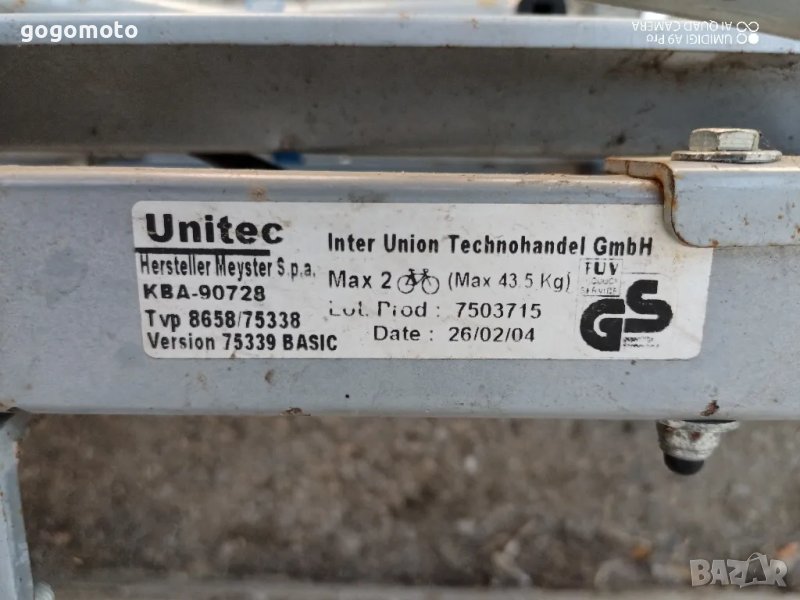 gogomoto
UMIDIGI A9 Pro
AI QUAD CAMERA
Unitec
Hersteller Meyster S.p.a.
KBA-90728
Typ 8658/75338
Version 75339 BASIC
Inter Union Technohandel GmbH
Max 2 (Max 43.5 Kg)
Lot. Prod : 7503715
Date : 26/02/04
TÜV
PRODUCT
SERVICE
GS
BAZAR